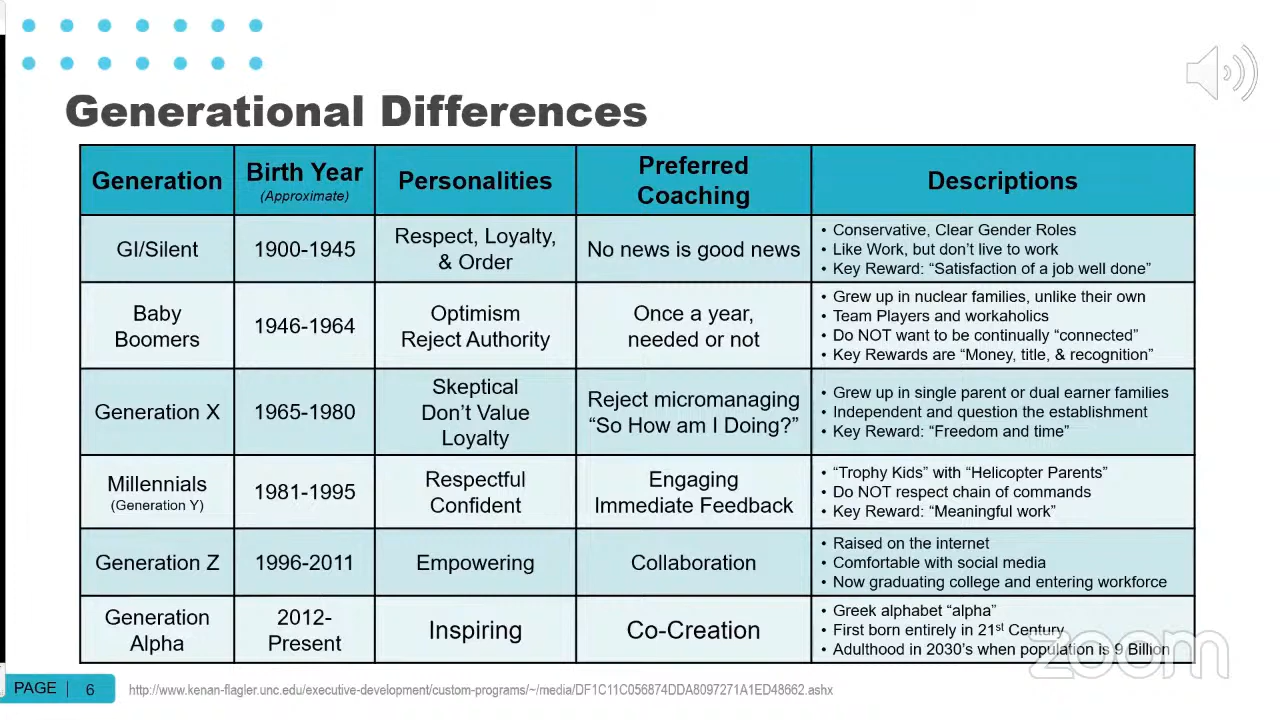 Generational Differences
Generation
Birth Year
(Approximate)
Personalities
Preferred
Coaching
Descriptions
GI/Silent
1900-1945
Respect, Loyalty,
& Order
No news is good news
• Conservative, Clear Gender Roles
• Like Work, but don't live to work
• Key Reward: “Satisfaction of a job well done”
Baby
Boomers
1946-1964
Optimism
Reject Authority
Once a year,
needed or not
• Grew up in nuclear families, unlike their own
• Team Players and workaholics
• Do NOT want to be continually “connected”
• Key Rewards are “Money, title, & recognition”
Generation X
1965-1980
Skeptical
Don't Value
Loyalty
Reject micromanaging
“So How am I Doing?”
• Grew up in single parent or dual earner families
• Independent and question the establishment
• Key Reward: “Freedom and time”
Millennials
(Generation Y)
1981-1995
Respectful
Confident
Engaging
Immediate Feedback
• “Trophy Kids” with “Helicopter Parents”
• Do NOT respect chain of commands
• Key Reward: “Meaningful work”
Generation Z
1996-2011
Empowering
Collaboration
• Raised on the internet
• Comfortable with social media
• Now graduating college and entering workforce
Generation
Alpha
2012-
Present
Inspiring
Co-Creation
• Greek alphabet “alpha”
• First born entirely in 21st Century
• Adulthood in 2030's when population is 9 Billion
zoom
PAGE | 6
http://www.kenan-flagler.unc.edu/executive-development/custom-programs/~/media/DF1C11C056874DDA8097271A1ED48662.ashx